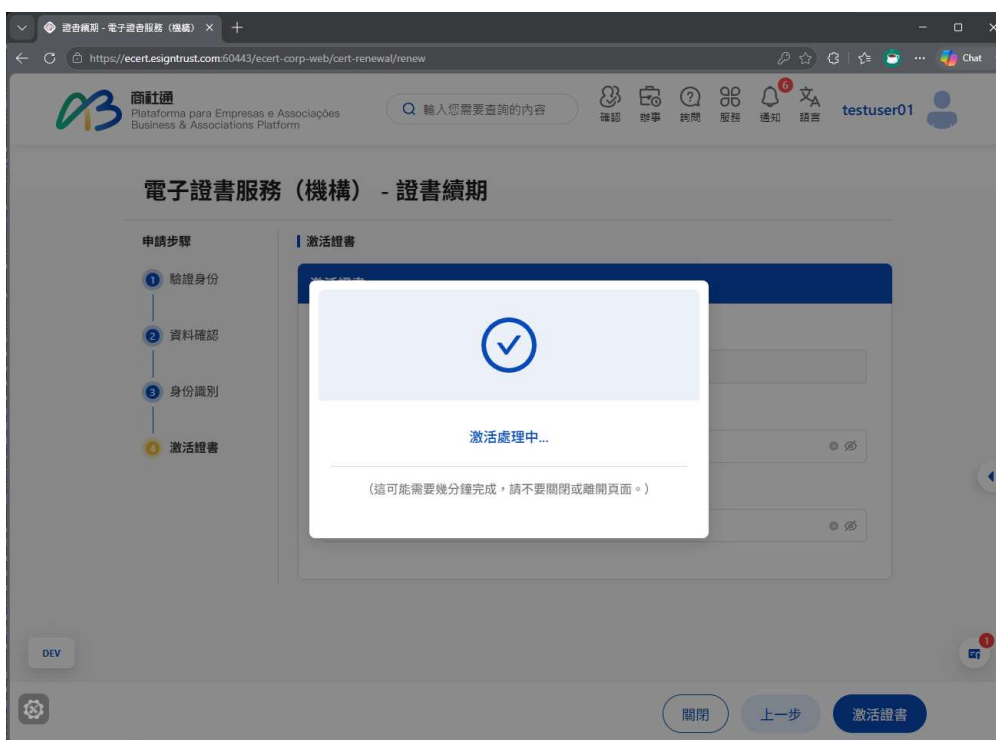 證書續期 - 電子證書服務（機構）
https://ecert.esigntrust.com:60443/ecert-corp-web/cert-renewal/renew
Chat
商社通
Plataforma para Empresas e Associações
Business & Associations Platform
輸入您需要查詢的內容
確認
辦事
詢問
服務
6
通知
語言
testuser01
電子證書服務（機構） - 證書續期
申請步驟
1 驗證身份
2 資料確認
3 身份識別
4 激活證書
激活證書
激活處理中...
（這可能需要幾分鐘完成，請不要關閉或離開頁面。）
DEV
1
關閉
上一步
激活證書